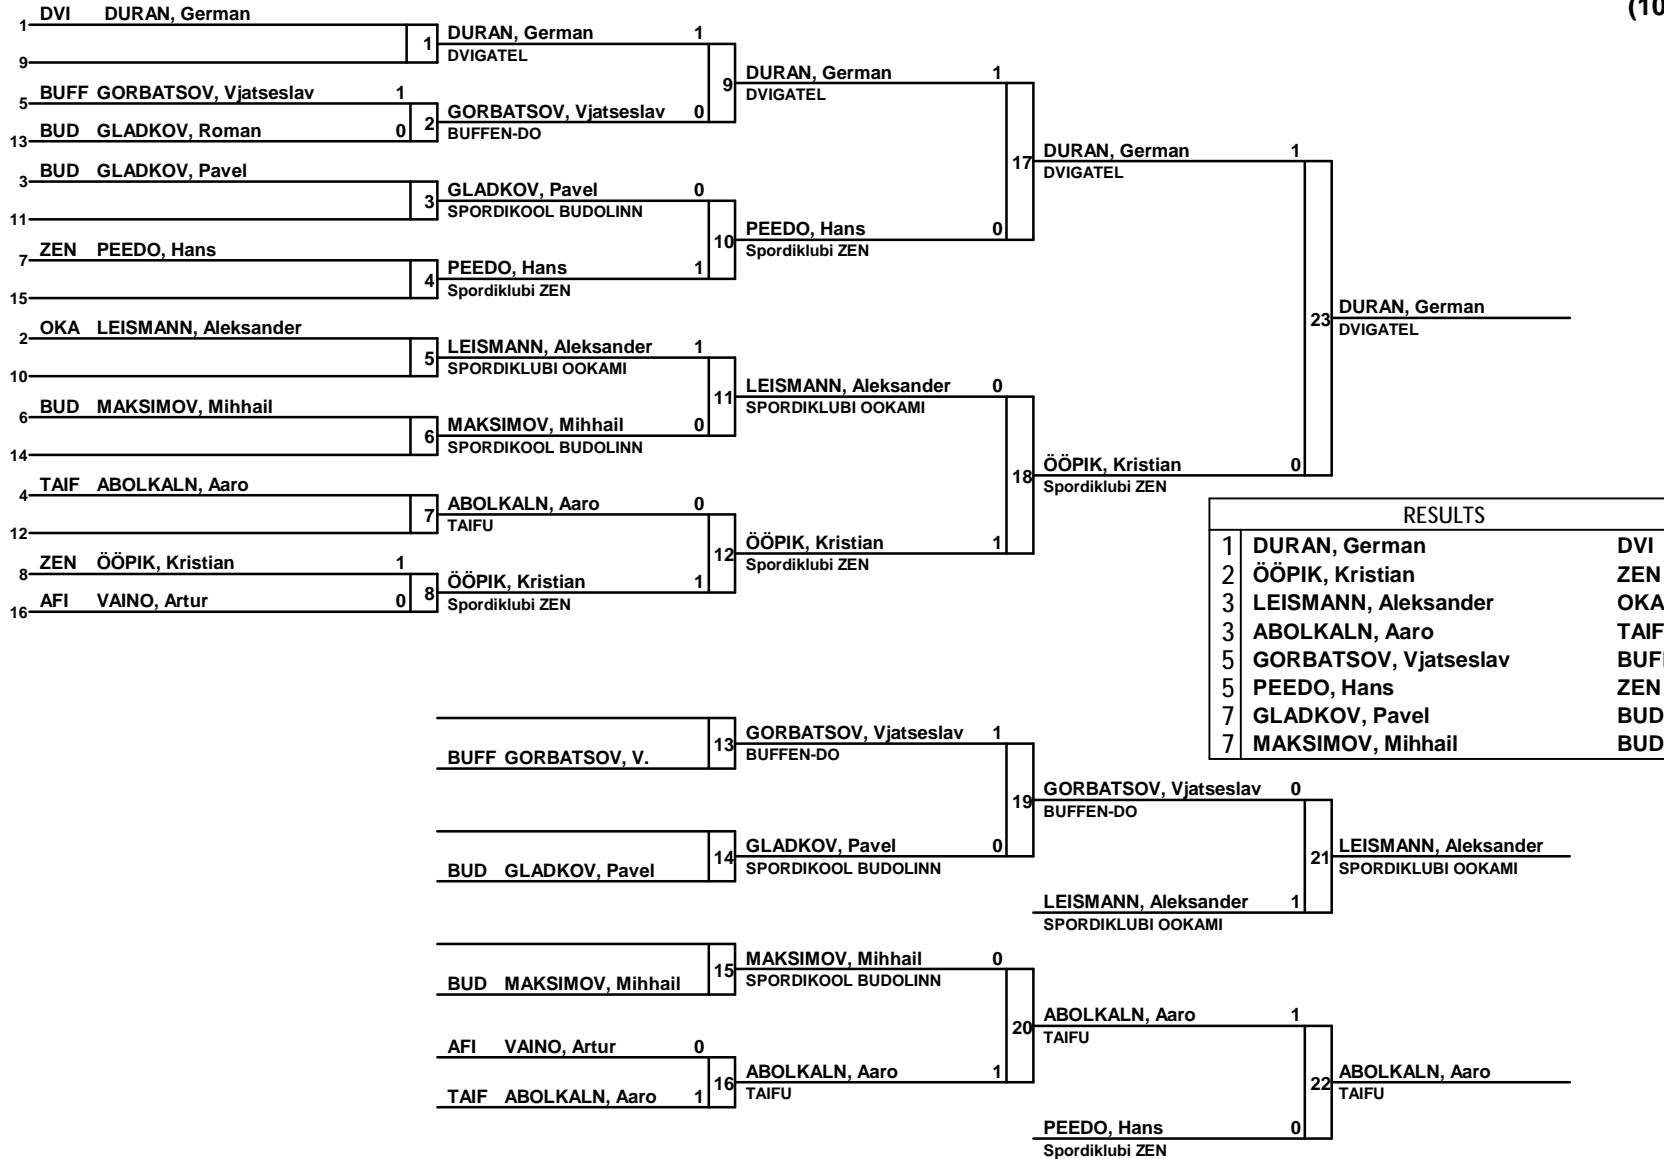 (10
1 DVI DURAN, German
9
1
5 BUFF GORBATSOV, Vjatseslav 1
13 BUD GLADKOV, Roman 0
2
3 BUD GLADKOV, Pavel
11
3
7 ZEN PEEDO, Hans
15
4
2 OKA LEISMANN, Aleksander
10
5
6 BUD MAKSIMOV, Mihhail
14
6
4 TAIF ABOLKALN, Aaro
12
7
8 ZEN ÖÖPIK, Kristian 1
16 AFI VAINO, Artur 0
8
DURAN, German 1
DVIGATEL
9
GORBATSOV, Vjatseslav 0
BUFFEN-DO
GLADKOV, Pavel 0
SPORDIKOOL BUDOLINN
10
PEEDO, Hans 1
Spordiklubi ZEN
LEISMANN, Aleksander 1
SPORDIKLUBI OOKAMI
11
MAKSIMOV, Mihhail 0
SPORDIKOOL BUDOLINN
ABOLKALN, Aaro 0
TAIFU
12
ÖÖPIK, Kristian 1
Spordiklubi ZEN
DURAN, German 1
DVIGATEL
17
PEEDO, Hans 0
Spordiklubi ZEN
LEISMANN, Aleksander 0
SPORDIKLUBI OOKAMI
18
ÖÖPIK, Kristian 1
Spordiklubi ZEN
DURAN, German 1
DVIGATEL
23
ÖÖPIK, Kristian 0
Spordiklubi ZEN
DURAN, German
DVIGATEL
RESULTS
1 DURAN, German DVI
2 ÖÖPIK, Kristian ZEN
3 LEISMANN, Aleksander OKA
3 ABOLKALN, Aaro TAIF
5 GORBATSOV, Vjatseslav BUFF
5 PEEDO, Hans ZEN
7 GLADKOV, Pavel BUD
7 MAKSIMOV, Mihhail BUD
BUFF GORBATSOV, V.
13
BUD GLADKOV, Pavel
14
BUD MAKSIMOV, Mihhail
15
AFI VAINO, Artur 0
TAIF ABOLKALN, Aaro 1
16
GORBATSOV, Vjatseslav 1
BUFFEN-DO
19
GLADKOV, Pavel 0
SPORDIKOOL BUDOLINN
MAKSIMOV, Mihhail 0
SPORDIKOOL BUDOLINN
20
ABOLKALN, Aaro 1
TAIFU
GORBATSOV, Vjatseslav 0
BUFFEN-DO
21
LEISMANN, Aleksander 1
SPORDIKLUBI OOKAMI
ABOLKALN, Aaro 1
TAIFU
22
PEEDO, Hans 0
Spordiklubi ZEN
LEISMANN, Aleksander
SPORDIKLUBI OOKAMI
ABOLKALN, Aaro
TAIFU